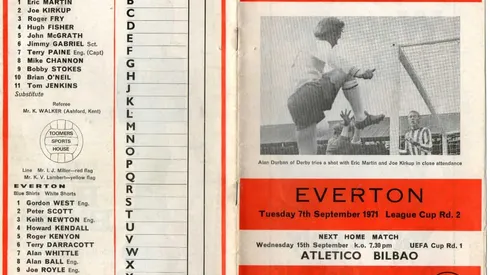 1 Eric MARTIN
2 Joe KIRKUP
3 Roger FRY
4 Hugh FISHER
5 John McGRATH
6 Jimmy GABRIEL Sct.
7 Terry PAINE Eng. (Capt)
8 Mike CHANNON
9 Bobby STOKES
10 Brian O'NEIL
11 Tom JENKINS
Substitute
Referee
Mr. K. WALKER (Ashford, Kent)
TOOMERS
SPORTS
HOUSE
Line Mr. I. J. Milton—red flag
Mr. K. V. Lambert—yellow flag
EVERTON
Blue Shirts White Shorts
1 Gordon WEST Eng.
2 Peter SCOTT
3 Keith NEWTON Eng.
4 Howard KENDALL
5 Roger KENYON
6 Terry DARRACOTT
7 Alan WHITTLE
8 Alan BALL Eng.
9 Joe ROYLE Eng.
B
C
D
E
F
G
H
J
K
L
M
N
O
P
Q
R
S
T
U
V
W
X
Alan Durban of Derby tries a shot with Eric Martin and Joe Kirkup in close attendance
EVERTON
Tuesday 7th September 1971 League Cup Rd. 2
NEXT HOME MATCH
Wednesday 15th September k.o. 7.30 pm UEFA Cup Rd. 1
ATLETICO BILBAO